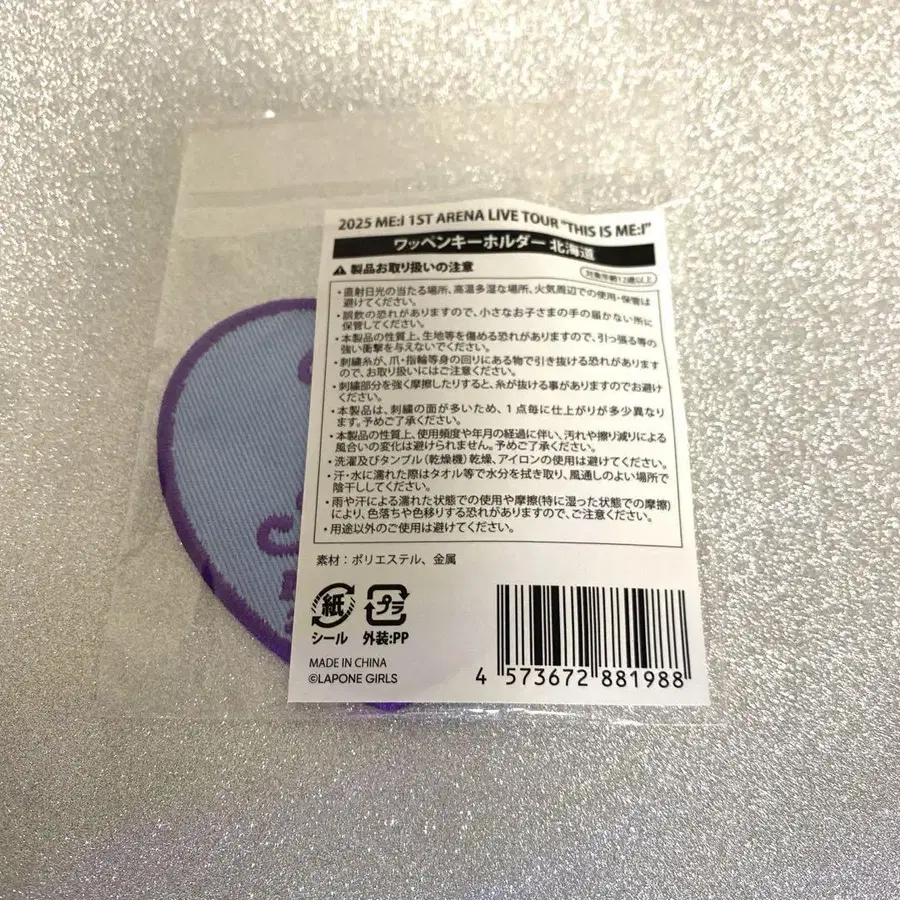 2025 ME:I 1ST ARENA LIVE TOUR "THIS IS ME:I"
ワッペンキーホルダー 北海道
製品お取り扱いの注意
対象年齢12歳以上
・直射日光の当たる場所、高温多湿な場所、火気周辺での使用・保管は
避けてください。
・誤飲の恐れがありますので、小さなお子さまの手の届かない所に
保管してください。
・本製品の性質上、生地等を傷める恐れがありますので、引っ張る等の
強い衝撃を与えないでください。
・刺繍糸が、爪・指輪等身の回りにある物で引き抜ける恐れがあります
ので、お取り扱いにはご注意ください。
・刺繍部分を強く摩擦したりすると、糸が抜ける事がありますのでお避け
ください。
・本製品は、刺繍の面が多いため、1点毎に仕上がりが多少異なり
ます。予めご了承ください。
・本製品の性質上、使用頻度や年月の経過に伴い、汚れや擦り減りによる
風合いの変化は避けられません。予めご了承ください。
・洗濯及びタンブル(乾燥機)乾燥、アイロンの使用は避けてください。
・汗・水に濡れた際はタオル等で水分を拭き取り、風通しのよい場所で
陰干ししてください。
・雨や汗による濡れた状態での使用や摩擦(特に湿った状態での摩擦)
により、色落ちや色移りする恐れがありますので、ご注意ください。
・用途以外のご使用は避けてください。
素材：ポリエステル、金属
紙 プラ
シール 外装:PP
MADE IN CHINA
©LAPONE GIRLS
4 573672 881988